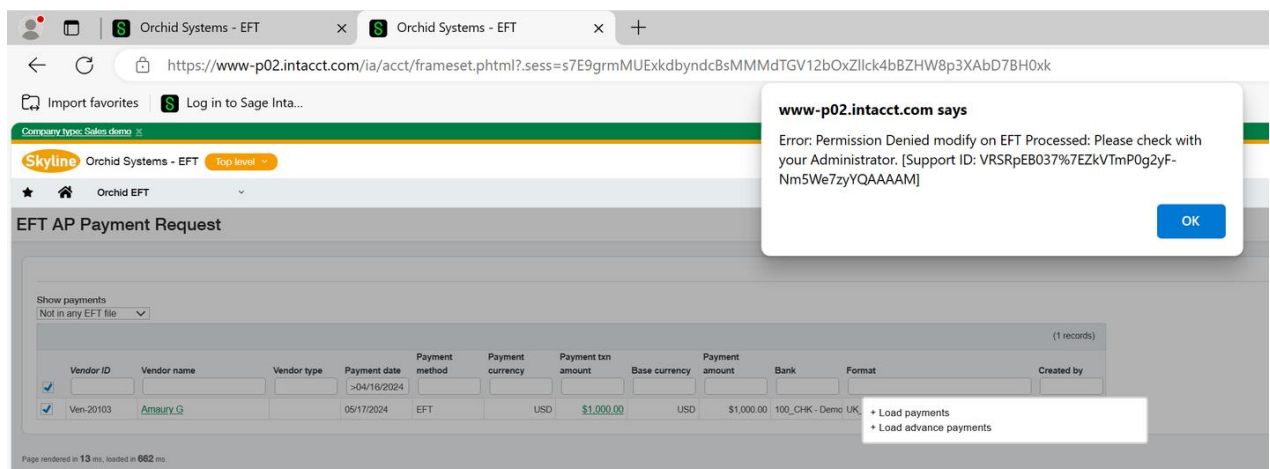 Orchid Systems - EFT
Orchid Systems - EFT
https://www-p02.intacct.com/ia/acct/frameset.phtml?.sess=s7E9grmMUExkdbyndcBsMMMdTGV12bOxZllck4bBZHW8p3XAbD7BH0xk
Import favorites
Log in to Sage Inta...
www-p02.intacct.com says
Error: Permission Denied modify on EFT Processed: Please check with
your Administrator. [Support ID: VRSRpEB037%7EZkVTmP0g2yF-
Nm5We7zyYQAAAAM]
OK
Company type: Sales demo
Skyline Orchid Systems - EFT Top level
Orchid EFT
EFT AP Payment Request
Show payments
Not in any EFT file
(1 records)
Vendor ID Vendor name Vendor type Payment date Payment method Payment currency Payment txn amount Base currency Payment amount Bank Format Created by
>04/16/2024
Ven-20103 Amaury G 05/17/2024 EFT USD $1,000.00 USD $1,000.00 100_CHK - Demo UK_
+ Load payments
+ Load advance payments
Page rendered in 13 ms, loaded in 662 ms.